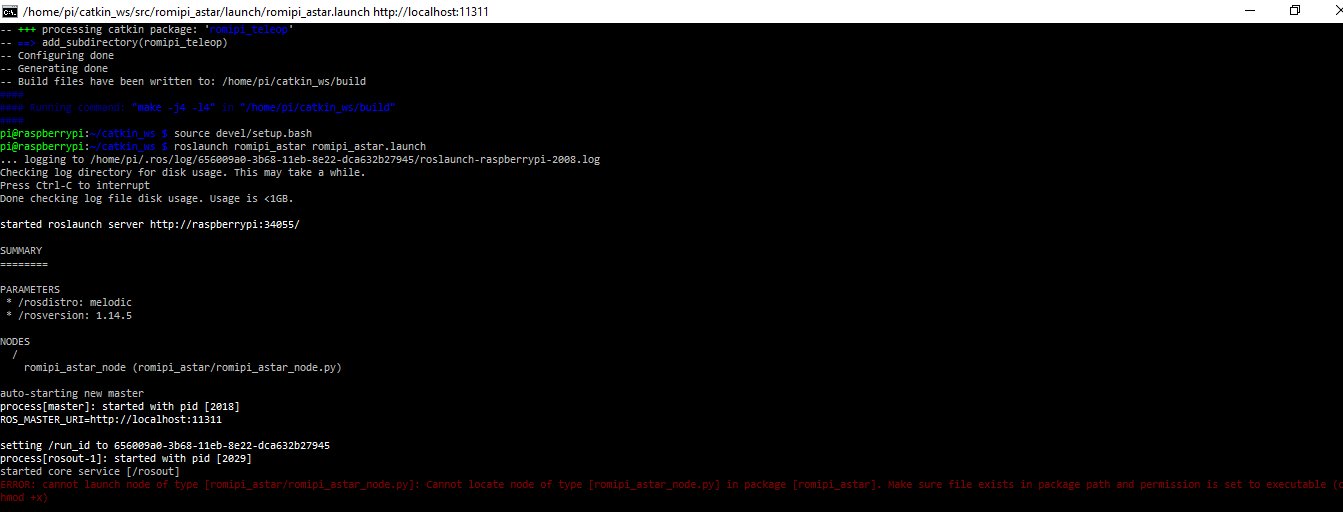 /home/pi/catkin_ws/src/romipi_astar/launch/romipi_astar.launch http://localhost:11311
-- +++ processing catkin package: 'romipi_teleop'
-- ==> add_subdirectory(romipi_teleop)
-- Configuring done
-- Generating done
-- Build files have been written to: /home/pi/catkin_ws/build
####
#### Running command: "make -j4 -l4" in "/home/pi/catkin_ws/build"
####
pi@raspberrypi:~/catkin_ws $ source devel/setup.bash
pi@raspberrypi:~/catkin_ws $ roslaunch romipi_astar romipi_astar.launch
... logging to /home/pi/.ros/log/656009a0-3b68-11eb-8e22-dca632b27945/roslaunch-raspberrypi-2008.log
Checking log directory for disk usage. This may take a while.
Press Ctrl-C to interrupt
Done checking log file disk usage. Usage is <1GB.
started roslaunch server http://raspberrypi:34055/
SUMMARY
========
PARAMETERS
* /rosdistro: melodic
* /rosversion: 1.14.5
NODES
/
romipi_astar_node (romipi_astar/romipi_astar_node.py)
auto-starting new master
process[master]: started with pid [2018]
ROS_MASTER_URI=http://localhost:11311
setting /run_id to 656009a0-3b68-11eb-8e22-dca632b27945
process[rosout-1]: started with pid [2029]
started core service [/rosout]
ERROR: cannot launch node of type [romipi_astar/romipi_astar_node.py]: Cannot locate node of type [romipi_astar_node.py] in package [romipi_astar]. Make sure file exists in package path and permission is set to executable (c
hmod +x)